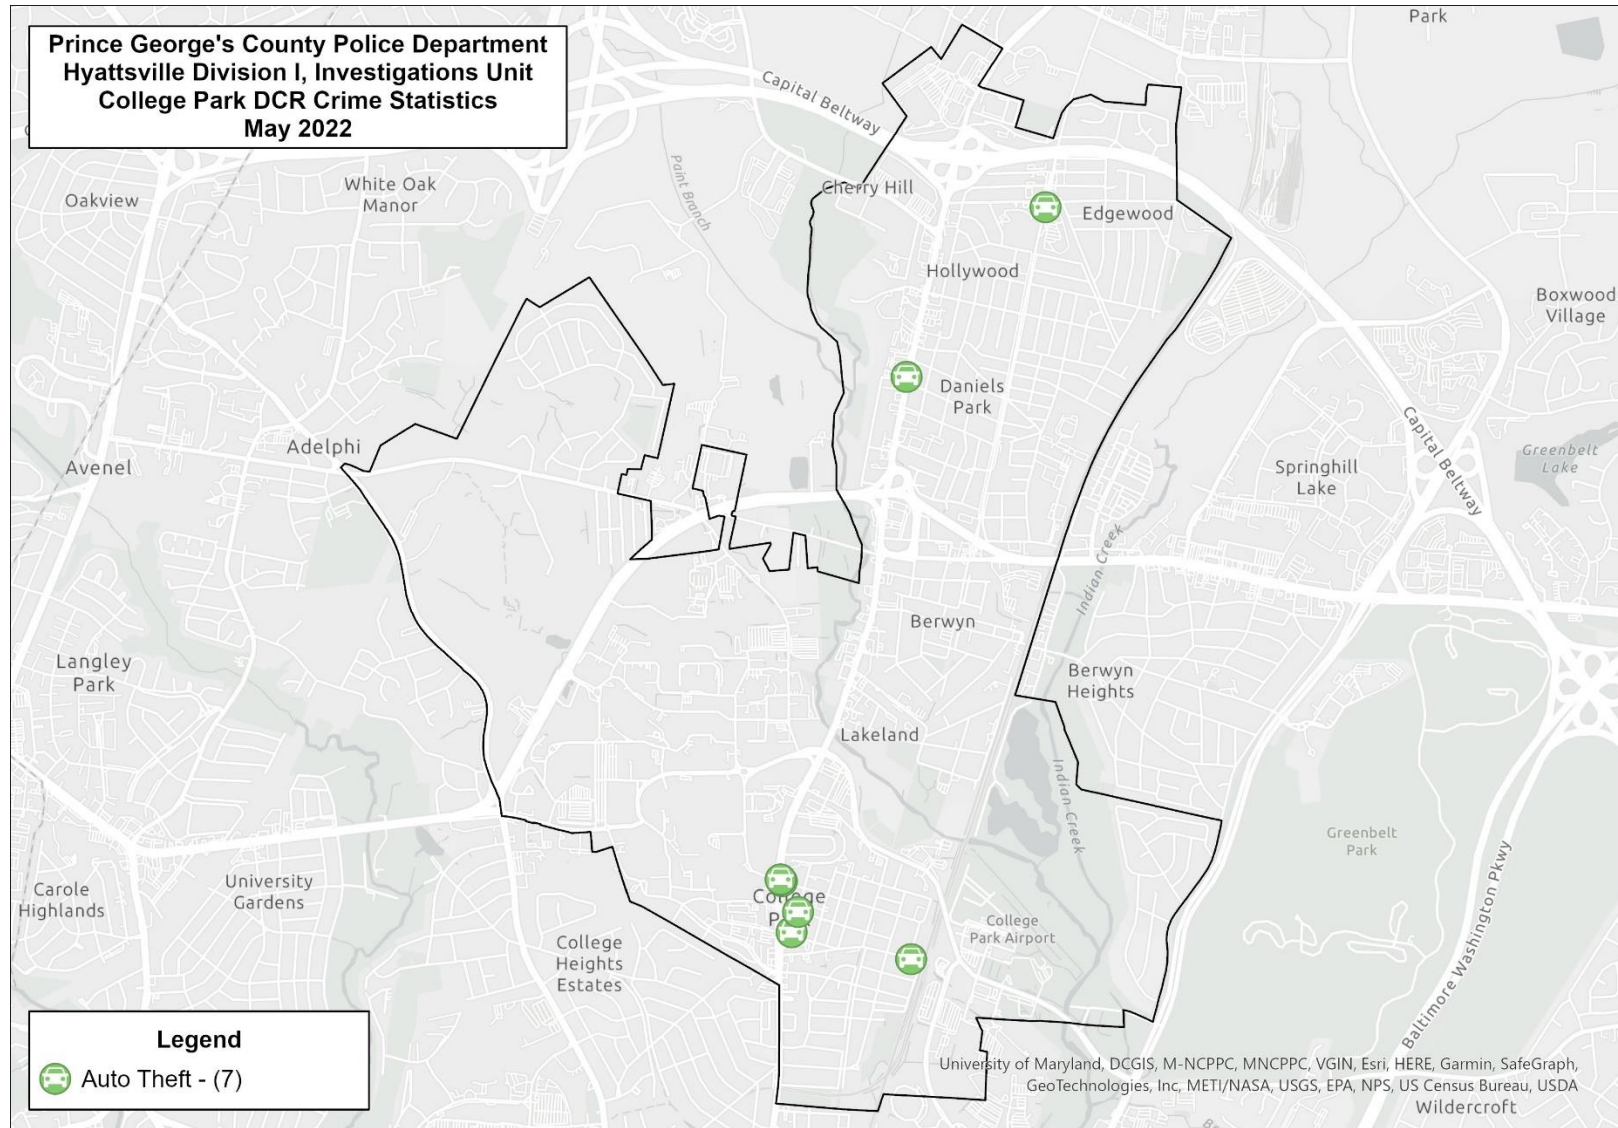 Prince George's County Police Department
Hyattsville Division I, Investigations Unit
College Park DCR Crime Statistics
May 2022
Park
Capital Beltway
Paint Branch
White Oak
Manor
Oakview
Cherry Hill
Edgewood
Hollywood
Boxwood
Village
Daniels
Park
Capital Beltway
Adelphi
Avenel
Springhill
Lake
Greenbelt
Lake
Indian Creek
Berwyn
Langley
Park
Berwyn
Heights
Lakeland
Indian Creek
Greenbelt
Park
Baltimore Washington Pkwy
Carole
Highlands
University
Gardens
College
Park
College
Park Airport
College
Heights
Estates
Legend
Auto Theft - (7)
University of Maryland, DCGIS, M-NCPPC, MNCPPC, VGIN, Esri, HERE, Garmin, SafeGraph,
GeoTechnologies, Inc, METI/NASA, USGS, EPA, NPS, US Census Bureau, USDA
Wildercroft